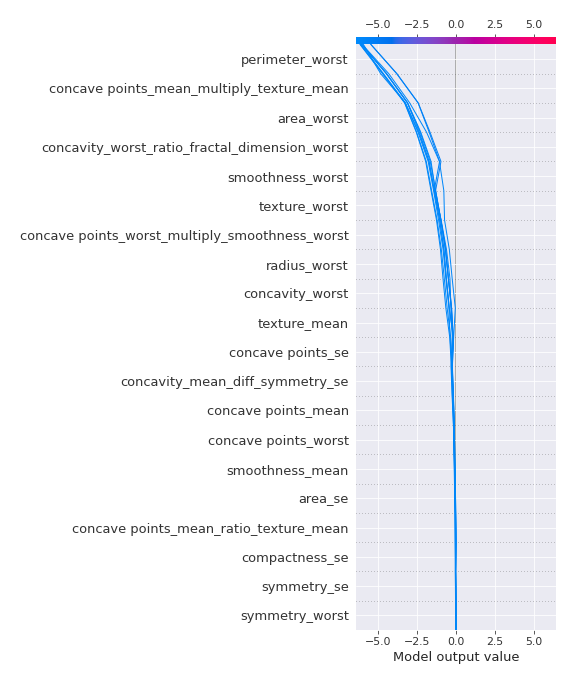 −5.0 −2.5 0.0 2.5 5.0
perimeter_worst
concave points_mean_multiply_texture_mean
area_worst
concavity_worst_ratio_fractal_dimension_worst
smoothness_worst
texture_worst
concave points_worst_multiply_smoothness_worst
radius_worst
concavity_worst
texture_mean
concave points_se
concavity_mean_diff_symmetry_se
concave points_mean
concave points_worst
smoothness_mean
area_se
concave points_mean_ratio_texture_mean
compactness_se
symmetry_se
symmetry_worst
−5.0 −2.5 0.0 2.5 5.0
Model output value